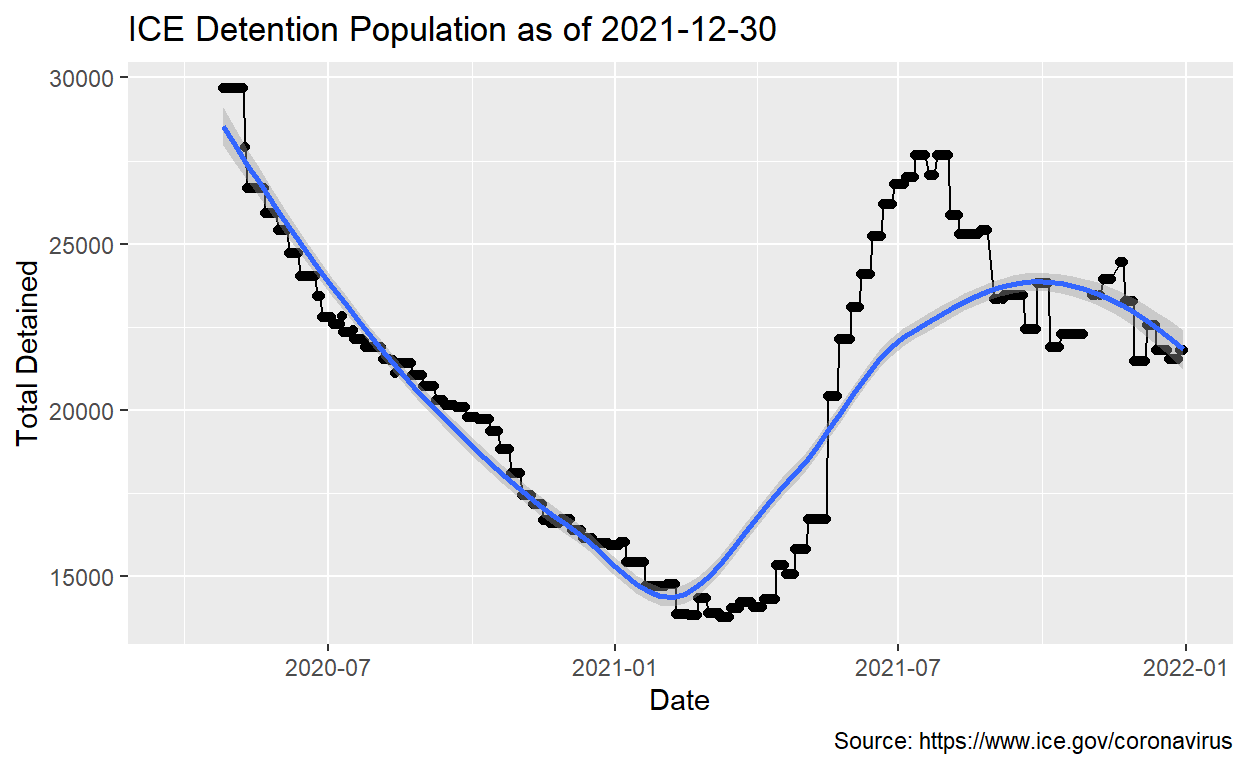 ICE Detention Population as of 2021-12-30
30000
25000
20000
15000
Total Detained
2020-07
2021-01
2021-07
2022-01
Date
Source: https://www.ice.gov/coronavirus